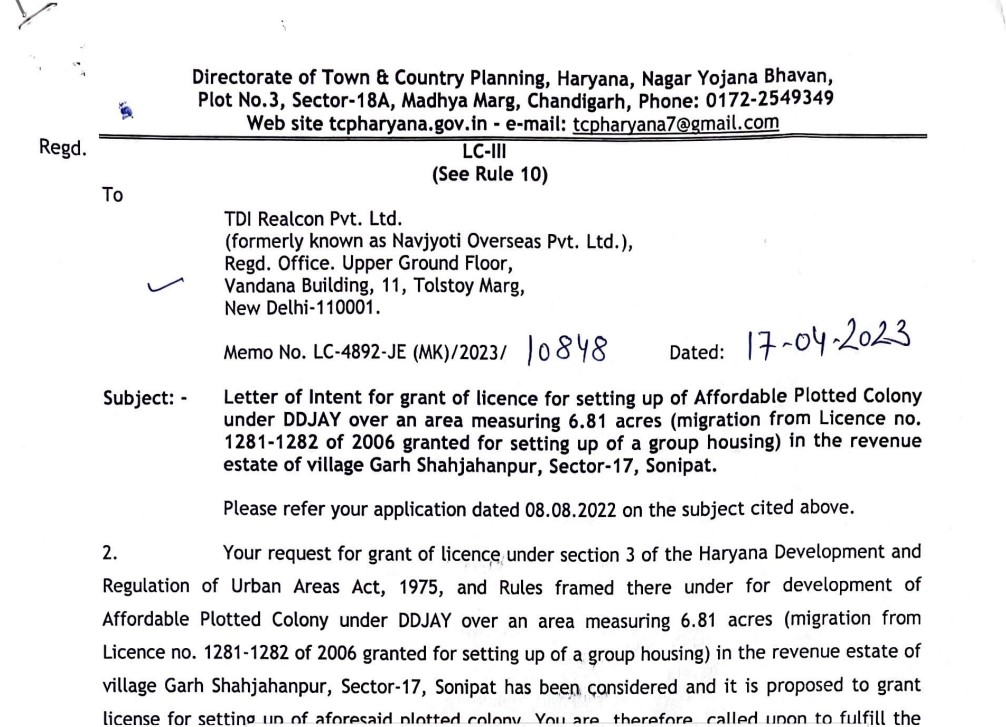 Directorate of Town & Country Planning, Haryana, Nagar Yojana Bhavan,
Plot No.3, Sector-18A, Madhya Marg, Chandigarh, Phone: 0172-2549349
Web site tcpharyana.gov.in - e-mail: tcpharyana7@gmail.com
Regd.
LC-III
(See Rule 10)
To
TDI Realcon Pvt. Ltd.
(formerly known as Navjyoti Overseas Pvt. Ltd.),
Regd. Office. Upper Ground Floor,
Vandana Building, 11, Tolstoy Marg,
New Delhi-110001.
Memo No. LC-4892-JE (MK)/2023/ 10848 Dated: 17-04-2023
Subject: - Letter of Intent for grant of licence for setting up of Affordable Plotted Colony
under DDJAY over an area measuring 6.81 acres (migration from Licence no.
1281-1282 of 2006 granted for setting up of a group housing) in the revenue
estate of village Garh Shahjahanpur, Sector-17, Sonipat.
Please refer your application dated 08.08.2022 on the subject cited above.
2. Your request for grant of licence under section 3 of the Haryana Development and
Regulation of Urban Areas Act, 1975, and Rules framed there under for development of
Affordable Plotted Colony under DDJAY over an area measuring 6.81 acres (migration from
Licence no. 1281-1282 of 2006 granted for setting up of a group housing) in the revenue estate of
village Garh Shahjahanpur, Sector-17, Sonipat has been considered and it is proposed to grant
license for setting up of aforesaid plotted colony. You are, therefore, called upon to fulfill the